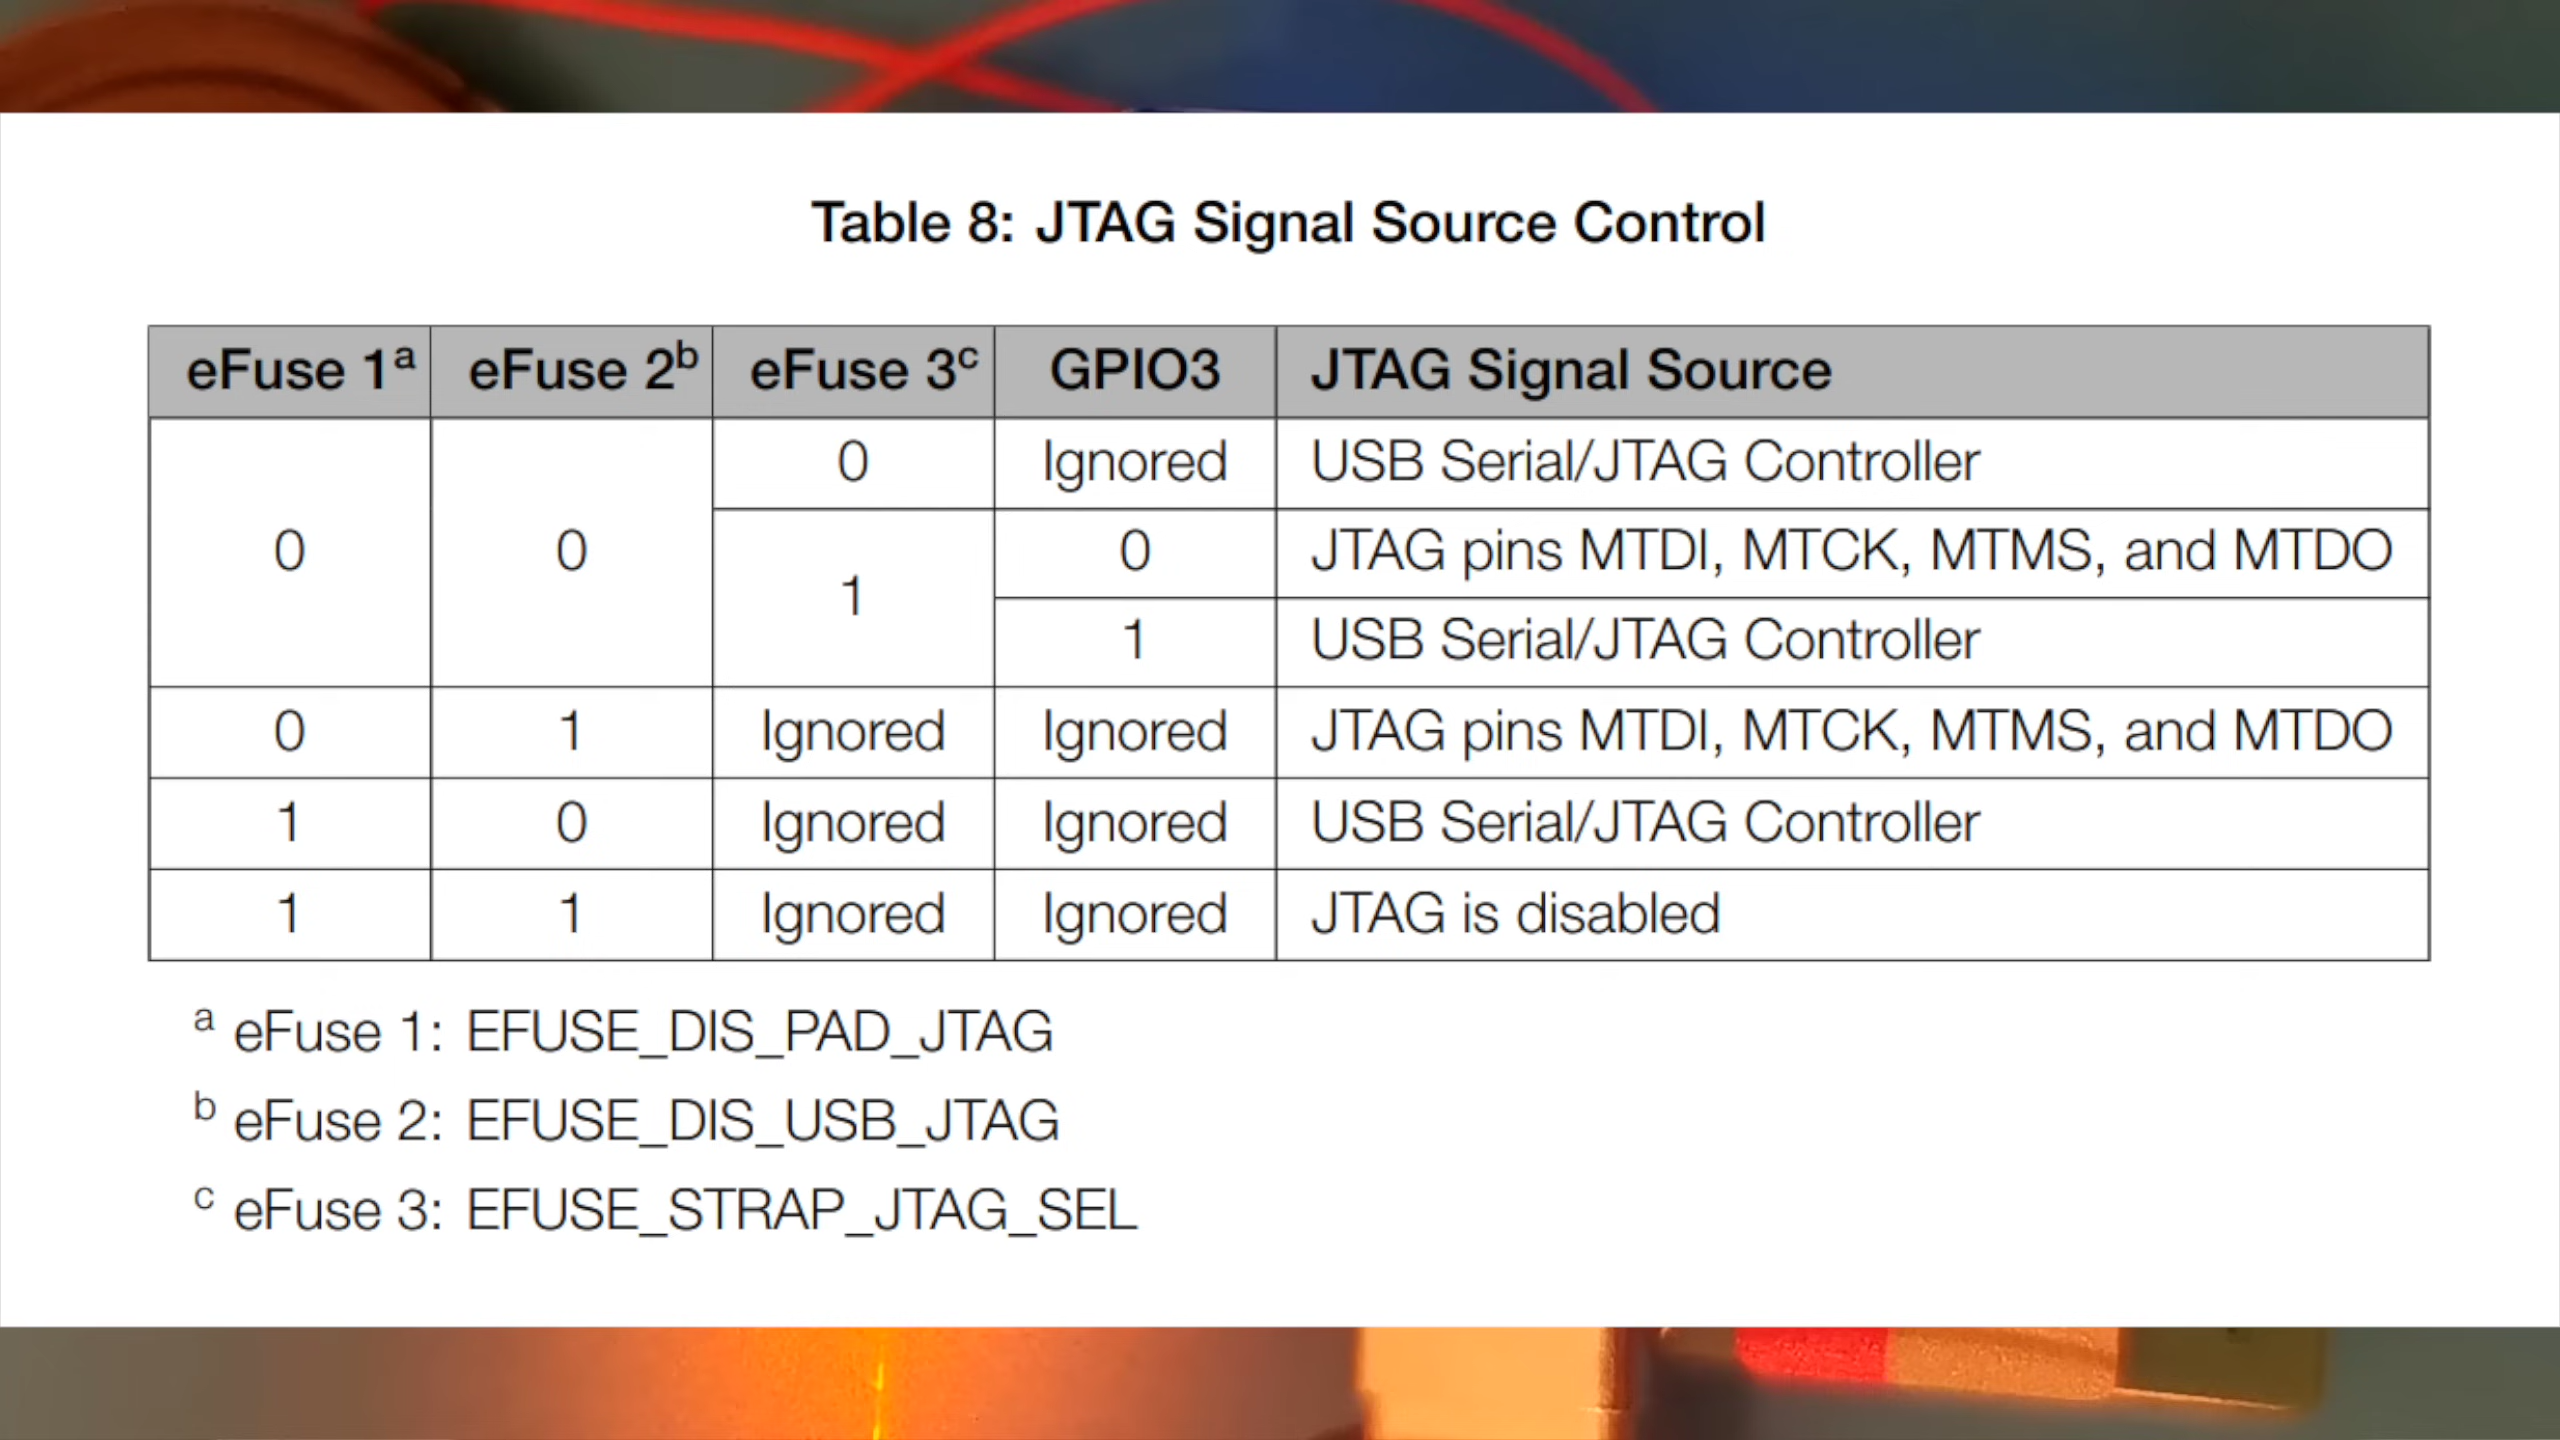 Table 8: JTAG Signal Source Control
eFuse 1a eFuse 2b eFuse 3c GPIO3 JTAG Signal Source
0 0 0 Ignored USB Serial/JTAG Controller
1 0 JTAG pins MTDI, MTCK, MTMS, and MTDO
1 USB Serial/JTAG Controller
0 1 Ignored Ignored JTAG pins MTDI, MTCK, MTMS, and MTDO
1 0 Ignored Ignored USB Serial/JTAG Controller
1 1 Ignored Ignored JTAG is disabled
a eFuse 1: EFUSE_DIS_PAD_JTAG
b eFuse 2: EFUSE_DIS_USB_JTAG
c eFuse 3: EFUSE_STRAP_JTAG_SEL